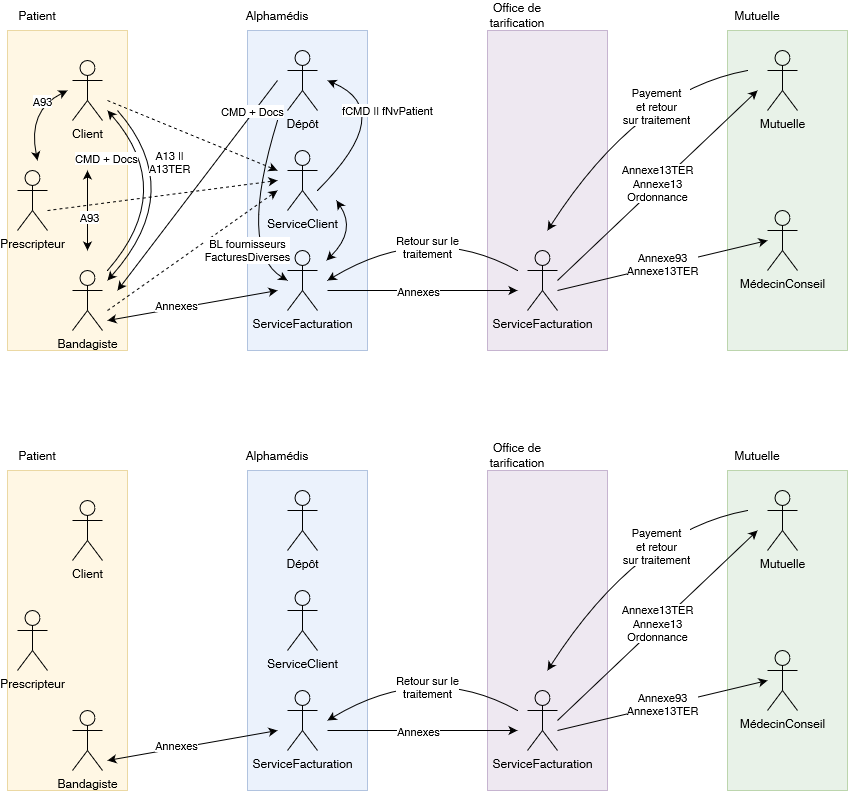 Patient
Alphamédis
Office de
tarification
Mutuelle
A93
Client
CMD + Docs
A13 ||
A13TER
A93
Prescripteur
Bandagiste
CMD + Docs
Dépôt
fCMD || fNvPatient
ServiceClient
BL fournisseurs
FacturesDiverses
Annexes
ServiceFacturation
Retour sur le
traitement
Annexes
ServiceFacturation
Payement
et retour
sur traitement
Annexe13TER
Annexe13
Ordonnance
Annexe93
Annexe13TER
Mutuelle
MédecinConseil
Patient
Alphamédis
Office de
tarification
Mutuelle
Client
Prescripteur
Bandagiste
Dépôt
ServiceClient
Annexes
ServiceFacturation
Retour sur le
traitement
Annexes
ServiceFacturation
Payement
et retour
sur traitement
Annexe13TER
Annexe13
Ordonnance
Annexe93
Annexe13TER
Mutuelle
MédecinConseil